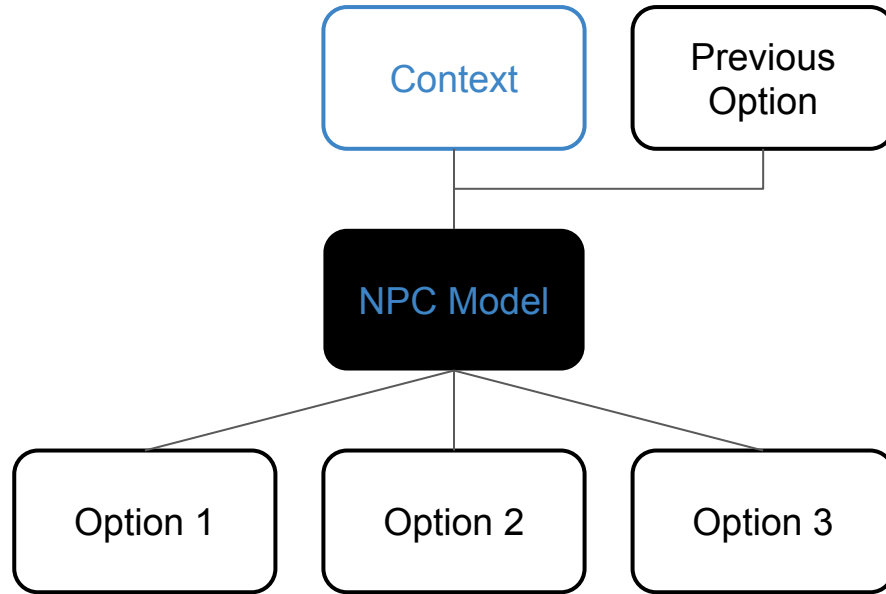 Context
Previous
Option
NPC Model
Option 1
Option 2
Option 3